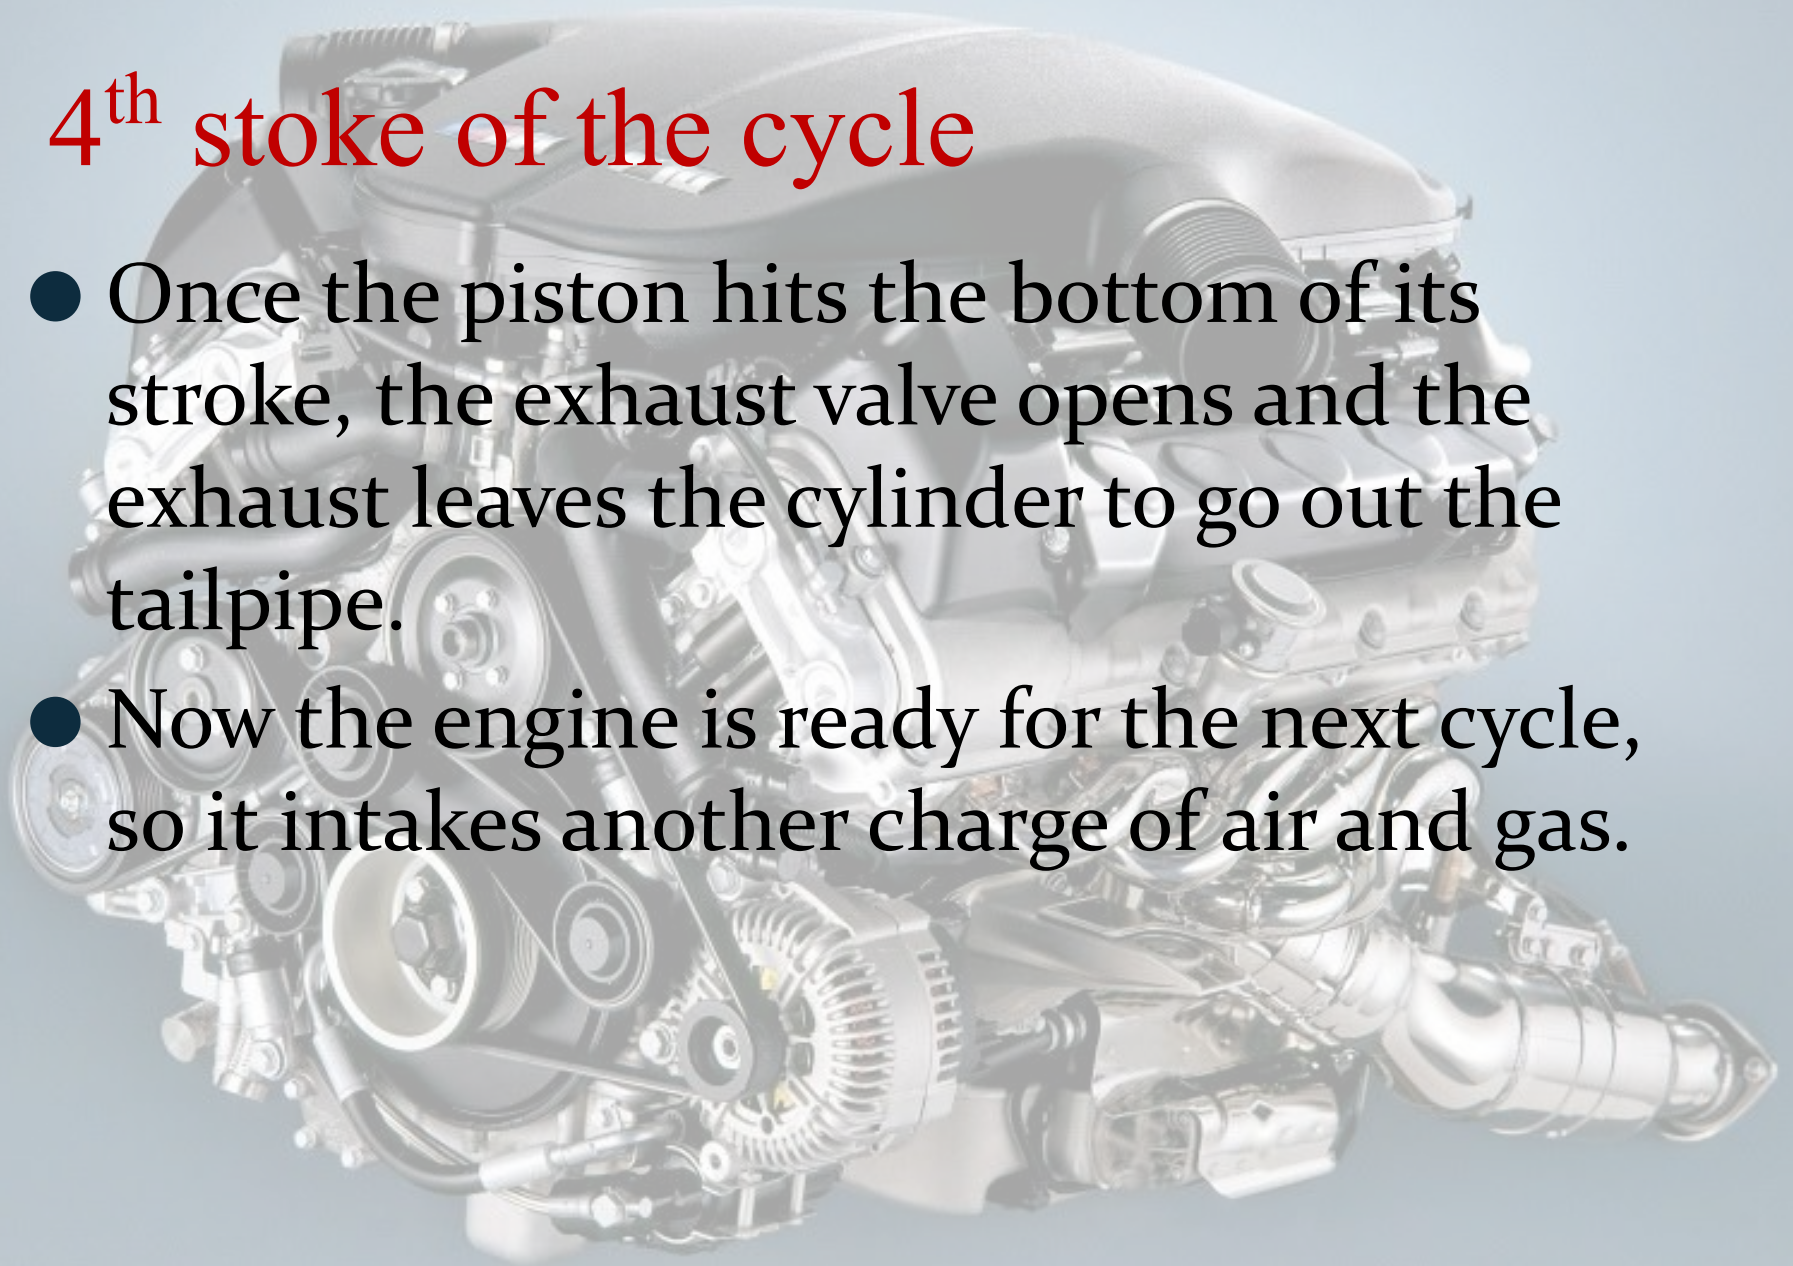 4th stoke of the cycle
● Once the piston hits the bottom of its
stroke, the exhaust valve opens and the
exhaust leaves the cylinder to go out the
tailpipe.
● Now the engine is ready for the next cycle,
so it intakes another charge of air and gas.